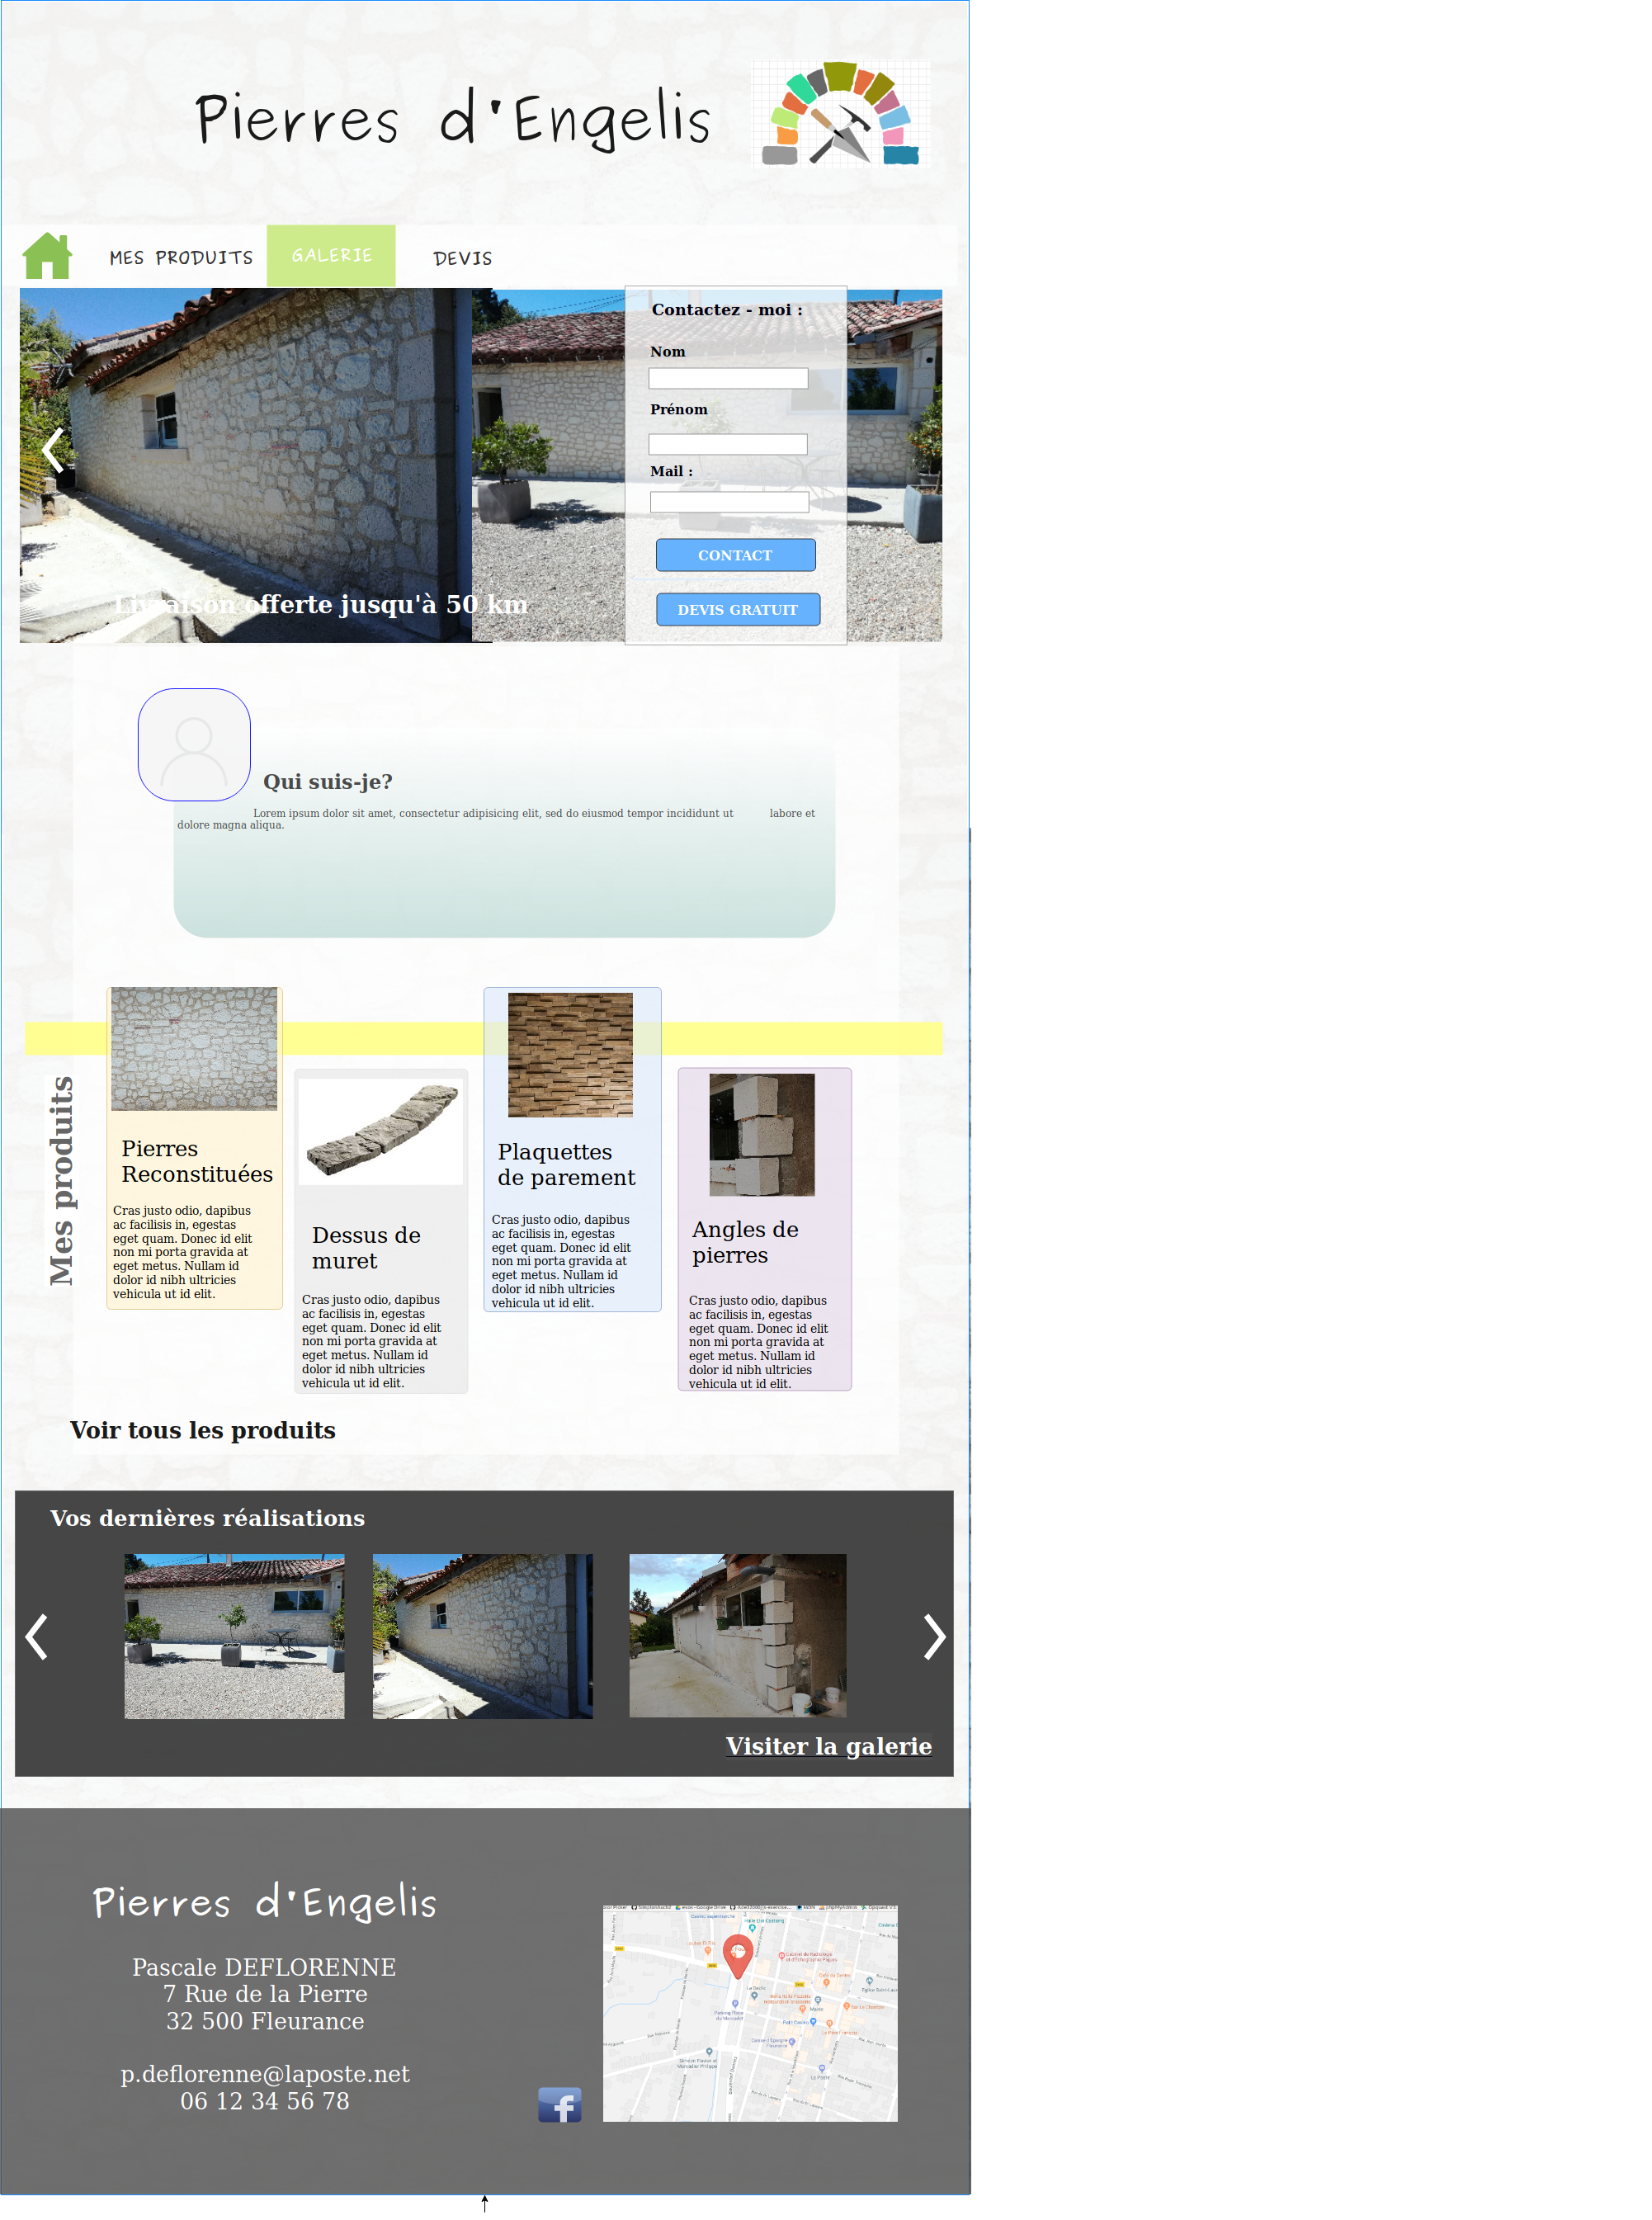 Pierres d'Engelis
MES PRODUITS
GALERIE
DEVIS
Contactez - moi :
Nom
Prénom
Mail :
CONTACT
DEVIS GRATUIT
Livraison offerte jusqu'à 50 km
Qui suis-je?
Lorem ipsum dolor sit amet, consectetur adipisicing elit, sed do eiusmod tempor incididunt ut labore et
dolore magna aliqua.
Mes produits
Pierres
Reconstituées
Cras justo odio, dapibus
ac facilisis in, egestas
eget quam. Donec id elit
non mi porta gravida at
eget metus. Nullam id
dolor id nibh ultricies
vehicula ut id elit.
Dessus de
muret
Cras justo odio, dapibus
ac facilisis in, egestas
eget quam. Donec id elit
non mi porta gravida at
eget metus. Nullam id
dolor id nibh ultricies
vehicula ut id elit.
Plaquettes
de parement
Cras justo odio, dapibus
ac facilisis in, egestas
eget quam. Donec id elit
non mi porta gravida at
eget metus. Nullam id
dolor id nibh ultricies
vehicula ut id elit.
Angles de
pierres
Cras justo odio, dapibus
ac facilisis in, egestas
eget quam. Donec id elit
non mi porta gravida at
eget metus. Nullam id
dolor id nibh ultricies
vehicula ut id elit.
Voir tous les produits
Vos dernières réalisations
Visiter la galerie
Pierres d'Engelis
Pascale DEFLORENNE
7 Rue de la Pierre
32 500 Fleurance
p.deflorenne@laposte.net
06 12 34 56 78
f